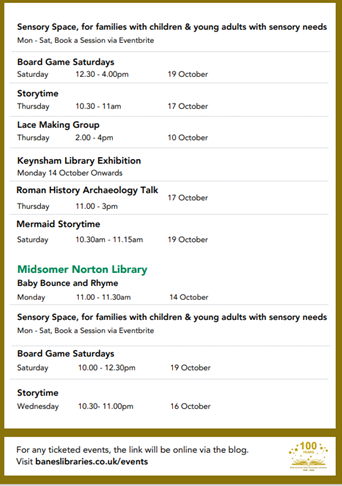 Sensory Space, for families with children & young adults with sensory needs
Mon - Sat, Book a Session via Eventbrite
Board Game Saturdays
Saturday 12.30 - 4.00pm 19 October
Storytime
Thursday 10.30 - 11am 17 October
Lace Making Group
Thursday 2.00 - 4pm 10 October
Keynsham Library Exhibition
Monday 14 October Onwards
Roman History Archaeology Talk
17 October
Thursday 11.00 - 3pm
Mermaid Storytime
Saturday 10.30am - 11.15am 19 October
Midsomer Norton Library
Baby Bounce and Rhyme
Monday 11.00 - 11.30am 14 October
Sensory Space, for families with children & young adults with sensory needs
Mon - Sat, Book a Session via Eventbrite
Board Game Saturdays
Saturday 10.00 - 12.30pm 19 October
Storytime
Wednesday 10.30- 11.00pm 16 October
For any ticketed events, the link will be online via the blog.
Visit baneslibraries.co.uk/events
100
YEARS